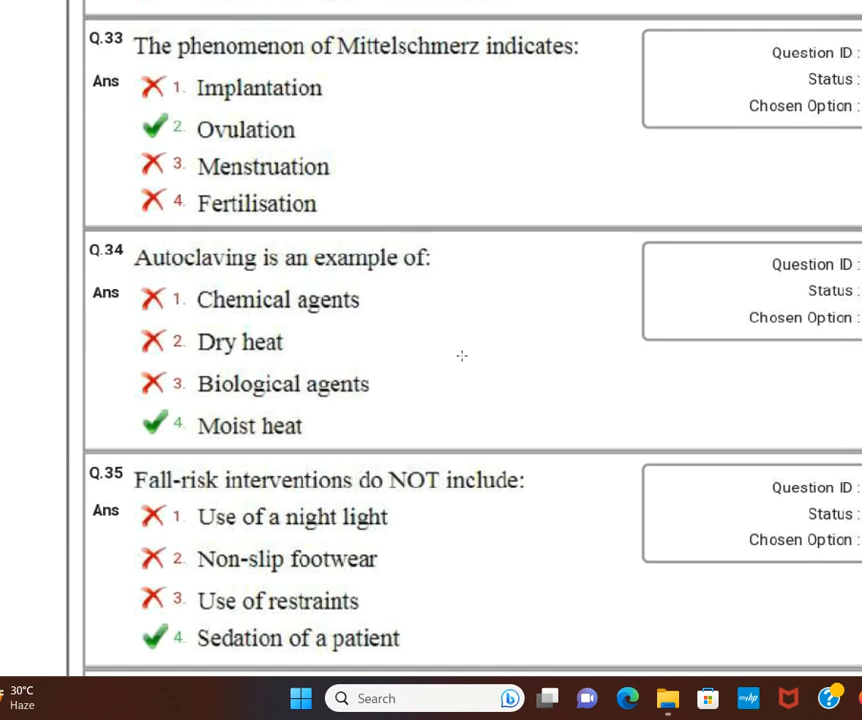 Q.33 The phenomenon of Mittelschmerz indicates:
Question ID :
Ans 1. Implantation
Status :
Chosen Option :
2. Ovulation
3. Menstruation
4. Fertilisation
Q.34 Autoclaving is an example of:
Question ID :
Ans 1. Chemical agents
Status :
Chosen Option :
2. Dry heat
3. Biological agents
4. Moist heat
Q.35 Fall-risk interventions do NOT include:
Question ID :
Ans 1. Use of a night light
Status :
Chosen Option :
2. Non-slip footwear
3. Use of restraints
4. Sedation of a patient
30°C
Haze
Search
myhp